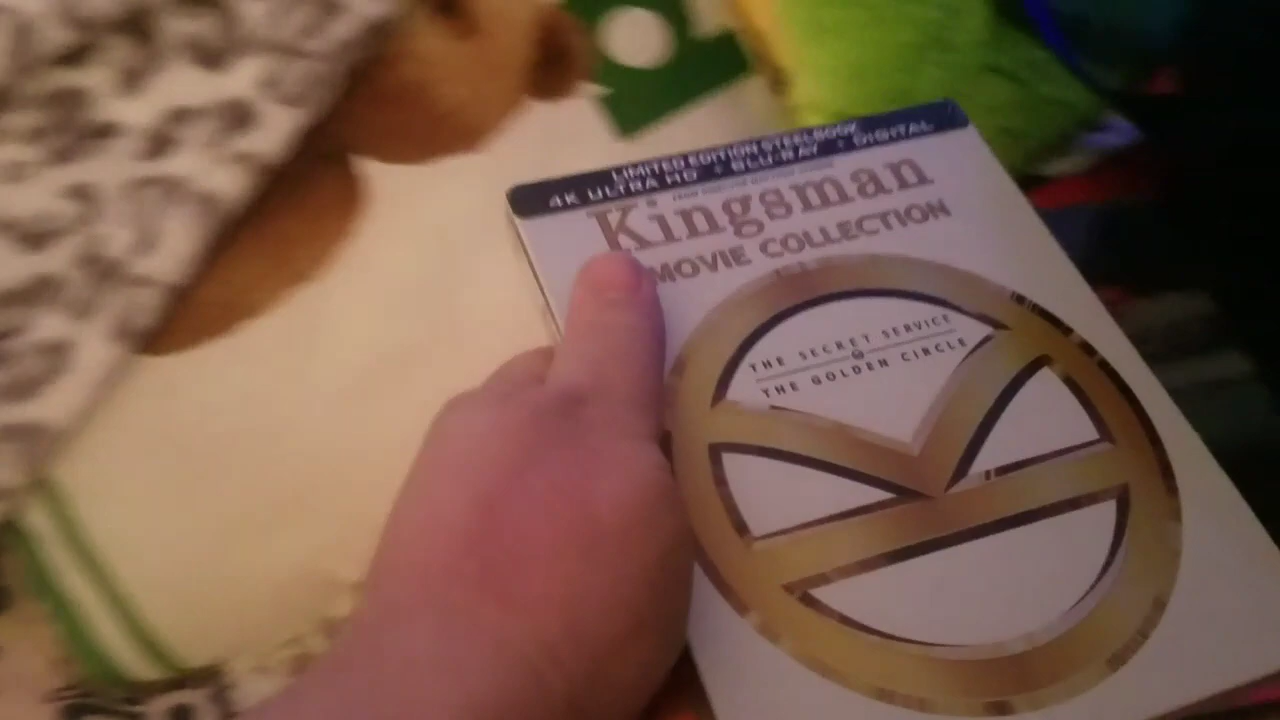 LIMITED EDITION STEELBOOK
4K ULTRA HD + BLU-RAY + DIGITAL
Kingsman
MOVIE COLLECTION
THE SECRET SERVICE
THE GOLDEN CIRCLE